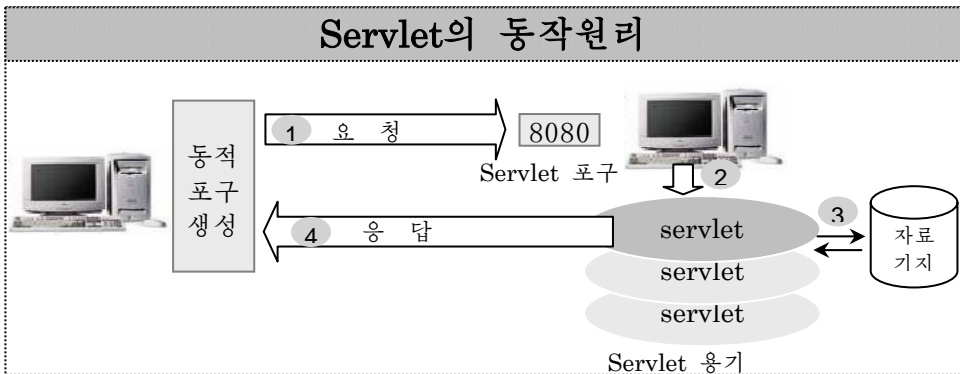 Servlet의 동작원리
1 요 청
8080
Servlet 포구
동적
포구
생성
2
4 응 답
servlet
3
자료
기지
servlet
servlet
Servlet 용기